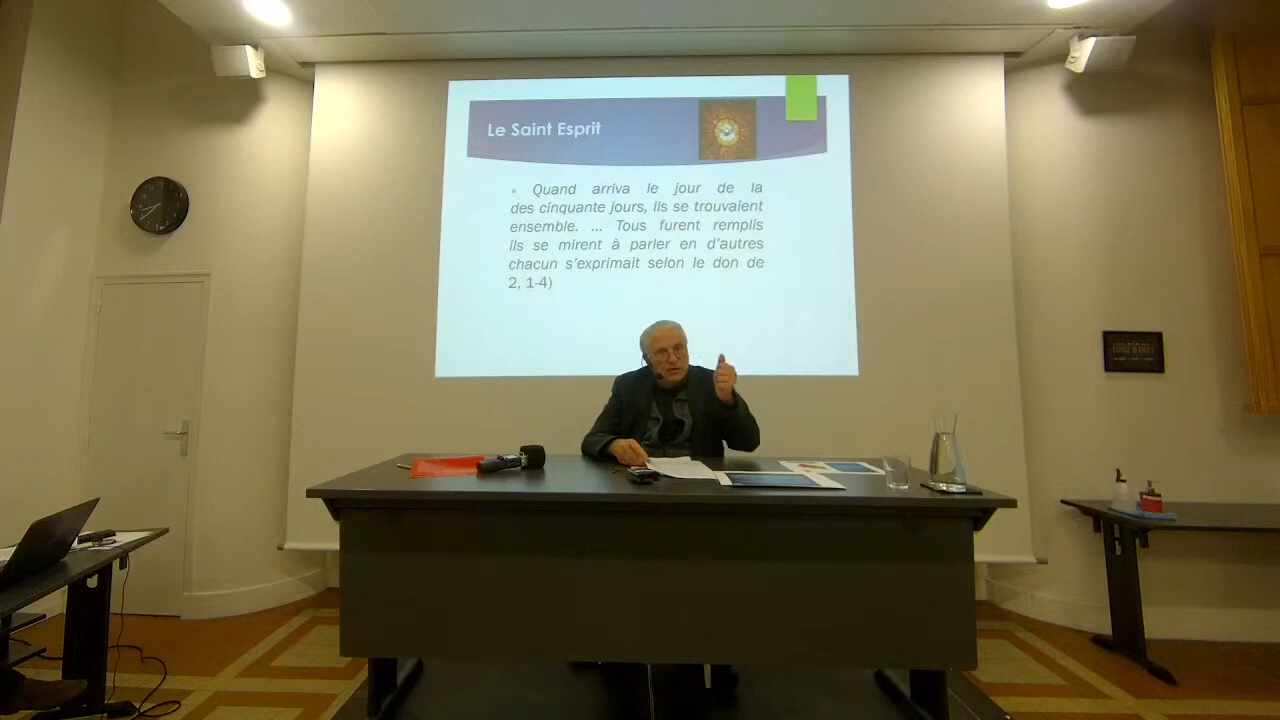 Le Saint Esprit
« Quand arriva le jour de la
des cinquante jours, ils se trouvaient
ensemble. ... Tous furent remplis
ils se mirent à parler en d'autres
chacun s'exprimait selon le don de
2, 1-4)